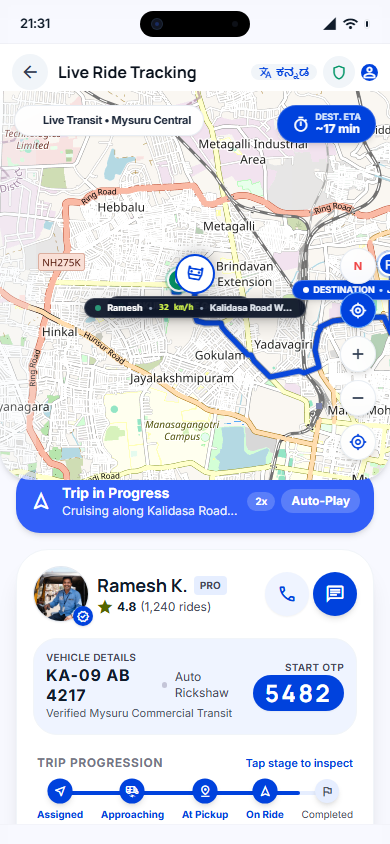 21:31
Live Ride Tracking
ಕನ್ನಡ
Live Transit • Mysuru Central
DEST. ETA
~17 min
Technologies
Limited
Metagalli Industrial
Area
Ring Road
Ring Road
Hebbalu
Metagalli
NH275K
N
Brindavan
Extension
DESTINATION •
Ramesh • 32 km/h • Kalidasa Road W...
Hinkal
Hunsur Road
Gokulam
Yadavagiri
Jayalakshmipuram
Manasagangotri
Campus
Trip in Progress
Cruising along Kalidasa Road...
2x
Auto-Play
Ramesh K.
PRO
4.8 (1,240 rides)
VEHICLE DETAILS
KA-09 AB
4217
• Auto
Rickshaw
Verified Mysuru Commercial Transit
START OTP
5482
TRIP PROGRESSION
Tap stage to inspect
Assigned
Approaching
At Pickup
On Ride
Completed